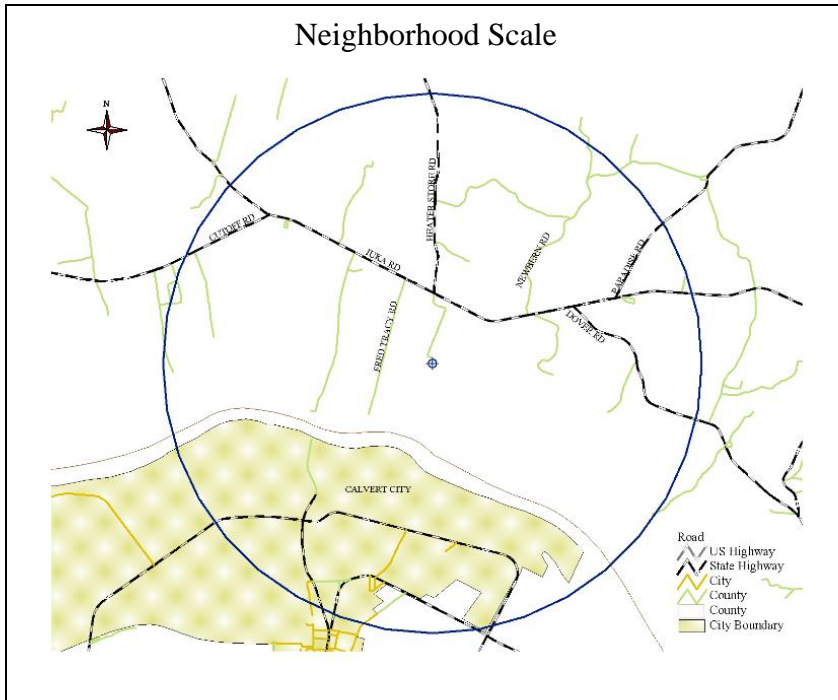 Neighborhood Scale
N
HEATER STORE RD
CUTOFF RD
IUKA RD
NEWBERN RD
PARADISE RD
FRED TRACY RD
DOVER RD
CALVERT CITY
Road
US Highway
State Highway
City
County
County
City Boundary